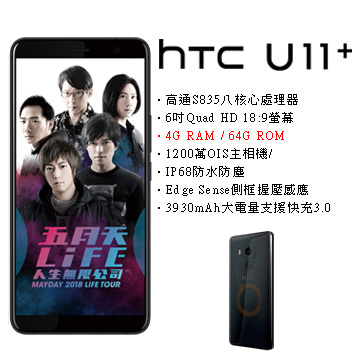 hTC U11+
・高通S835八核心處理器
・6吋Quad HD 18:9螢幕
・4G RAM / 64G ROM
・1200萬OIS主相機/
・IP68防水防塵
・Edge Sense側框握壓感應
・3930mAh大電量支援快充3.0
五月天
LiFE
人生無限公司
MAYDAY 2018 LIFE TOUR